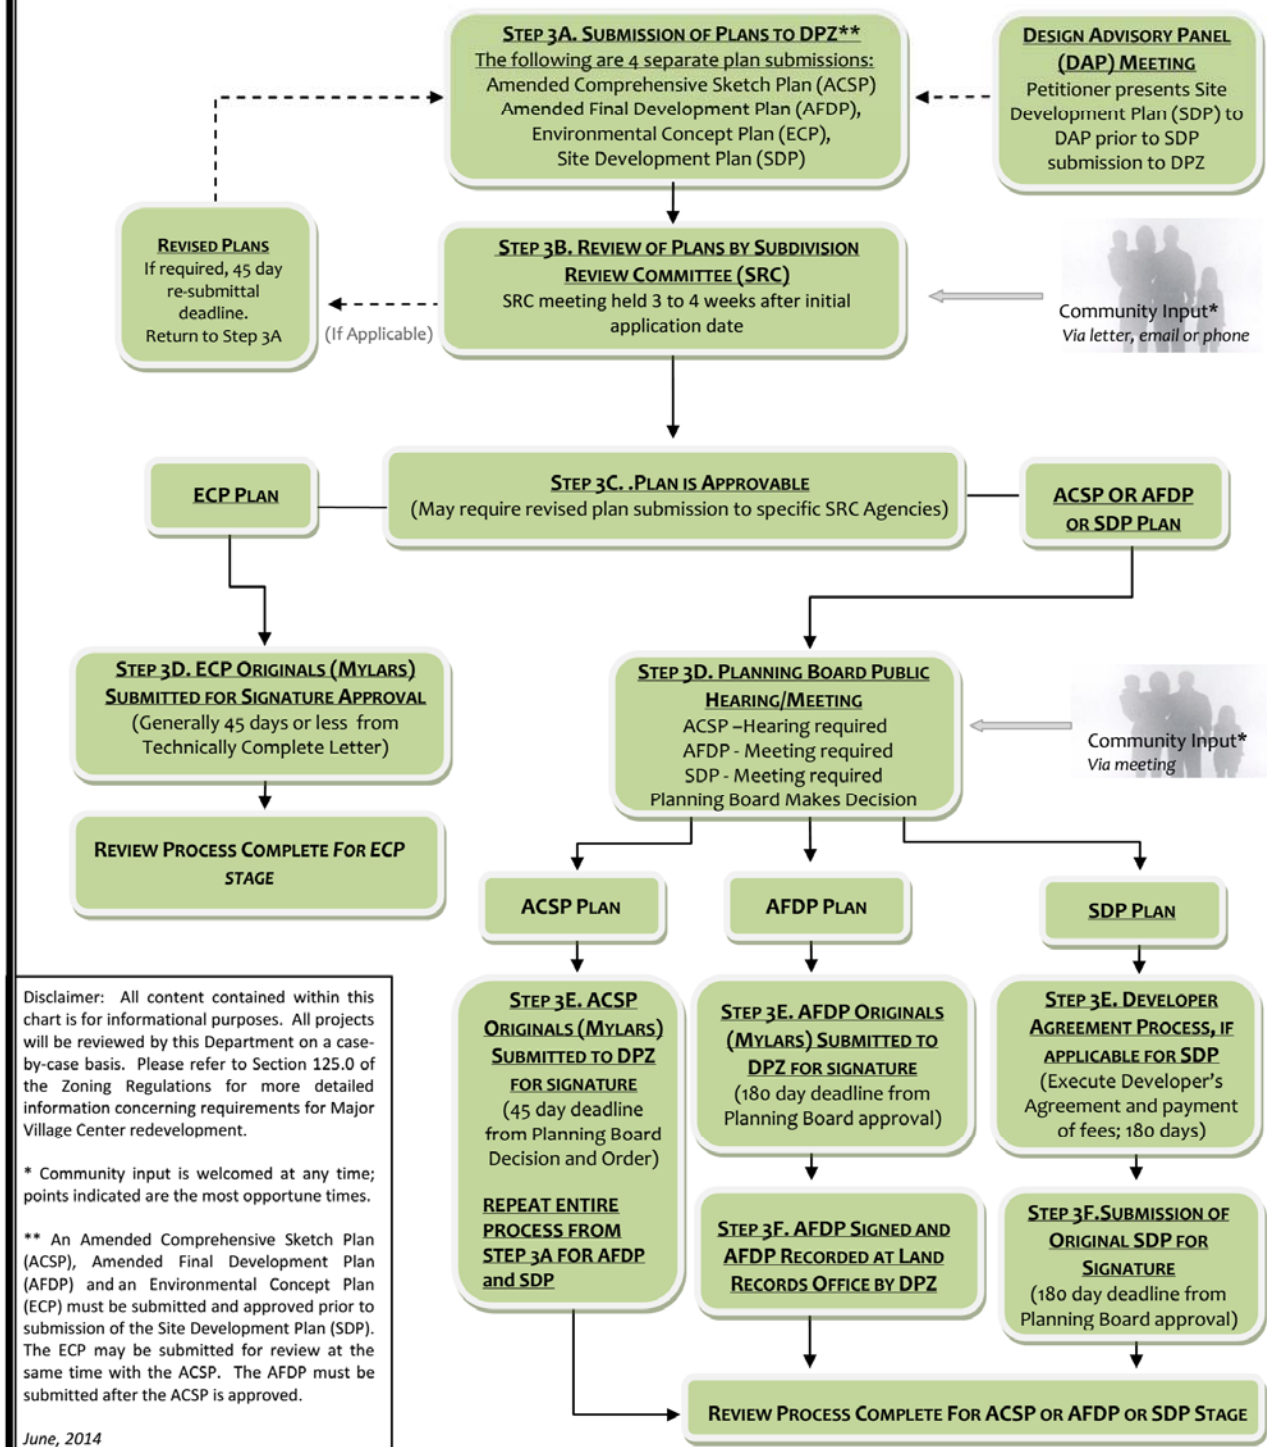 STEP 3A. SUBMISSION OF PLANS TO DPZ**
The following are 4 separate plan submissions:
Amended Comprehensive Sketch Plan (ACSP)
Amended Final Development Plan (AFDP),
Environmental Concept Plan (ECP),
Site Development Plan (SDP)
DESIGN ADVISORY PANEL
(DAP) MEETING
Petitioner presents Site
Development Plan (SDP) to
DAP prior to SDP
submission to DPZ
REVISED PLANS
If required, 45 day
re-submittal
deadline.
Return to Step 3A
(If Applicable)
STEP 3B. REVIEW OF PLANS BY SUBDIVISION
REVIEW COMMITTEE (SRC)
SRC meeting held 3 to 4 weeks after initial
application date
Community Input*
Via letter, email or phone
ECP PLAN
STEP 3C. .PLAN IS APPROVABLE
(May require revised plan submission to specific SRC Agencies)
ACSP OR AFDP
OR SDP PLAN
STEP 3D. ECP ORIGINALS (MYLARS)
SUBMITTED FOR SIGNATURE APPROVAL
(Generally 45 days or less from
Technically Complete Letter)
STEP 3D. PLANNING BOARD PUBLIC
HEARING/MEETING
ACSP –Hearing required
AFDP - Meeting required
SDP - Meeting required
Planning Board Makes Decision
Community Input*
Via meeting
REVIEW PROCESS COMPLETE FOR ECP
STAGE
ACSP PLAN
AFDP PLAN
SDP PLAN
STEP 3E. ACSP
ORIGINALS (MYLARS)
SUBMITTED TO DPZ
FOR SIGNATURE
(45 day deadline
from Planning Board
Decision and Order)
REPEAT ENTIRE
PROCESS FROM
STEP 3A FOR AFDP
and SDP
STEP 3E. AFDP ORIGINALS
(MYLARS) SUBMITTED TO
DPZ FOR SIGNATURE
(180 day deadline from
Planning Board approval)
STEP 3F. AFDP SIGNED AND
AFDP RECORDED AT LAND
RECORDS OFFICE BY DPZ
STEP 3E. DEVELOPER
AGREEMENT PROCESS, IF
APPLICABLE FOR SDP
(Execute Developer's
Agreement and payment
of fees; 180 days)
STEP 3F.SUBMISSION OF
ORIGINAL SDP FOR
SIGNATURE
(180 day deadline from
Planning Board approval)
REVIEW PROCESS COMPLETE FOR ACSP OR AFDP OR SDP STAGE
Disclaimer: All content contained within this
chart is for informational purposes. All projects
will be reviewed by this Department on a case-
by-case basis. Please refer to Section 125.0 of
the Zoning Regulations for more detailed
information concerning requirements for Major
Village Center redevelopment.
* Community input is welcomed at any time;
points indicated are the most opportune times.
** An Amended Comprehensive Sketch Plan
(ACSP), Amended Final Development Plan
(AFDP) and an Environmental Concept Plan
(ECP) must be submitted and approved prior to
submission of the Site Development Plan (SDP).
The ECP may be submitted for review at the
same time with the ACSP. The AFDP must be
submitted after the ACSP is approved.
June, 2014